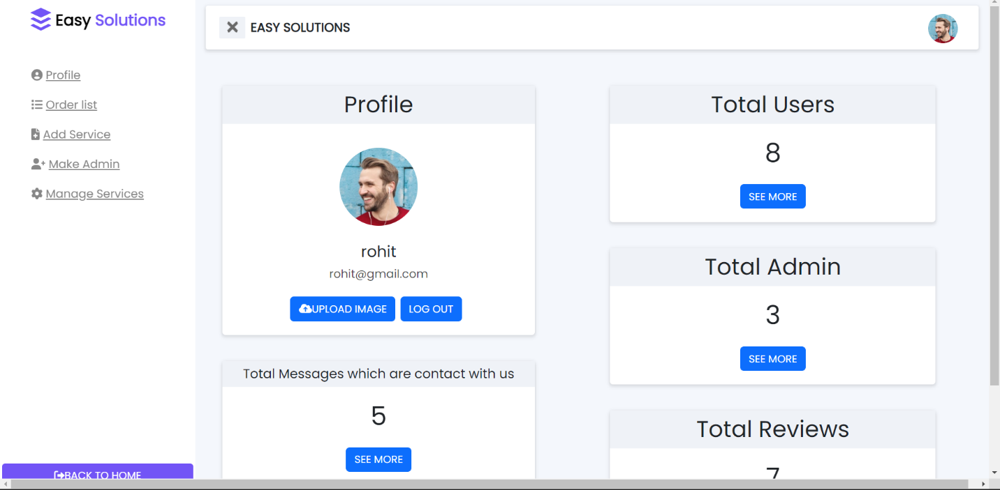 Easy Solutions
Profile
Order list
Add Service
Make Admin
Manage Services
BACK TO HOME
EASY SOLUTIONS
Profile
rohit
rohit@gmail.com
UPLOAD IMAGE
LOG OUT
Total Messages which are contact with us
5
SEE MORE
Total Users
8
SEE MORE
Total Admin
3
SEE MORE
Total Reviews
7